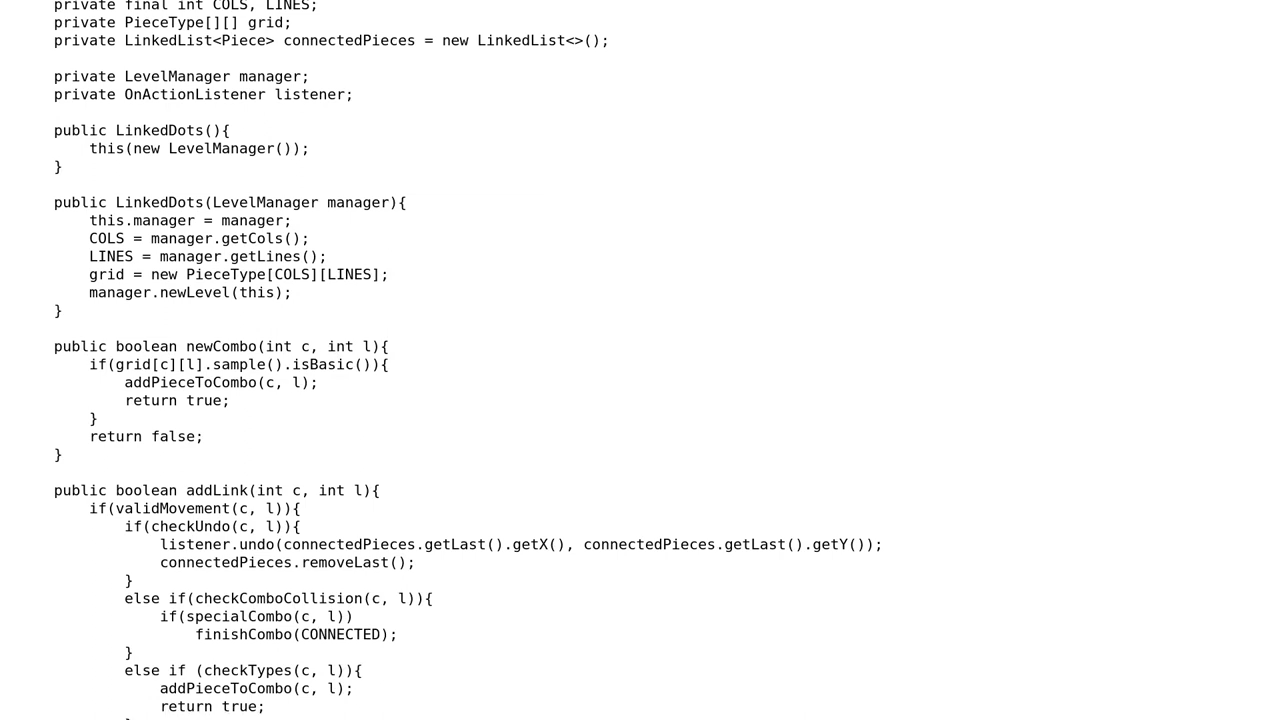 private final int COLS, LINES;
private PieceType[][] grid;
private LinkedList<Piece> connectedPieces = new LinkedList<>();

private LevelManager manager;
private OnActionListener listener;

public LinkedDots(){
    this(new LevelManager());
}

public LinkedDots(LevelManager manager){
    this.manager = manager;
    COLS = manager.getCols();
    LINES = manager.getLines();
    grid = new PieceType[COLS][LINES];
    manager.newLevel(this);
}

public boolean newCombo(int c, int l){
    if(grid[c][l].sample().isBasic()){
        addPieceToCombo(c, l);
        return true;
    }
    return false;
}

public boolean addLink(int c, int l){
    if(validMovement(c, l)){
        if(checkUndo(c, l)){
            listener.undo(connectedPieces.getLast().getX(), connectedPieces.getLast().getY());
            connectedPieces.removeLast();
        }
        else if(checkComboCollision(c, l)){
            if(specialCombo(c, l))
                finishCombo(CONNECTED);
        }
        else if (checkTypes(c, l)){
            addPieceToCombo(c, l);
            return true;